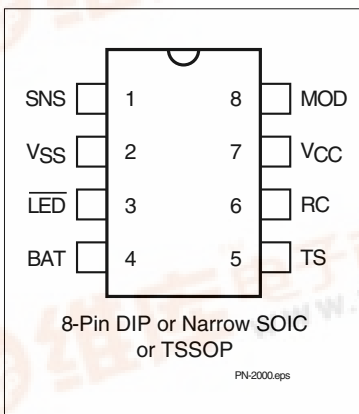 SNS 1 8 MOD
VSS 2 7 VCC
LED 3 6 RC
BAT 4 5 TS
8-Pin DIP or Narrow SOIC
or TSSOP
PN-2000.eps